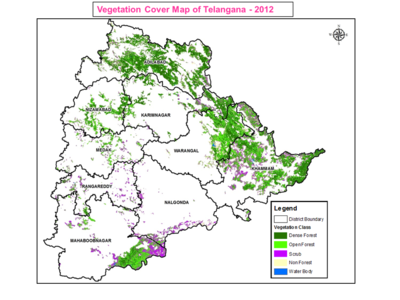 Vegetation Cover Map of Telangana - 2012
ADILABAD
NIZAMABAD
KARIMNAGAR
MEDAK
WARANGAL
KHAMMAM
RANGAREDDY
NALGONDA
MAHABOOBNAGAR
Legend
District Boundary
Vegetation Class
Dense Forest
Open Forest
Scrub
Non Forest
Water Body